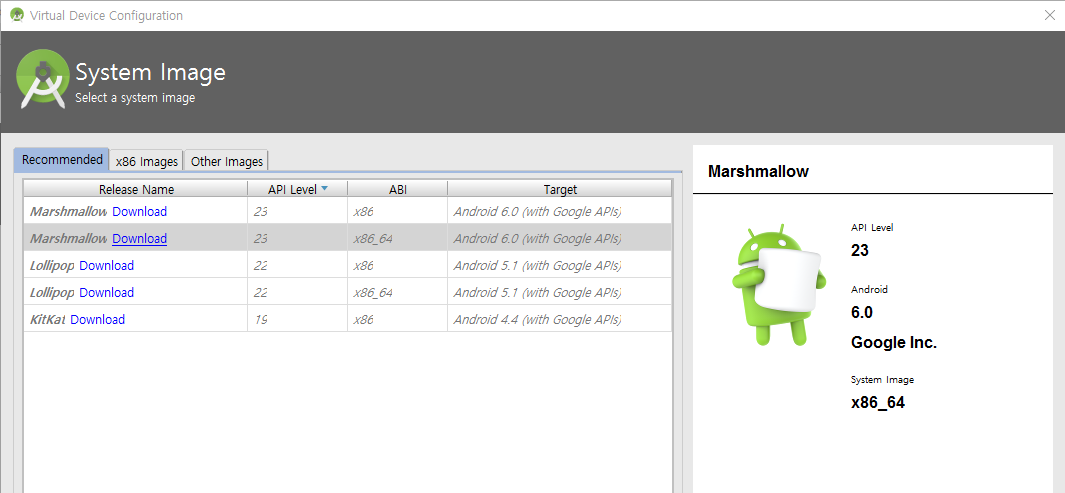 Virtual Device Configuration
System Image
Select a system image
Recommended x86 Images Other Images
Release Name API Level ABI Target
Marshmallow Download 23 x86 Android 6.0 (with Google APIs)
Marshmallow Download 23 x86_64 Android 6.0 (with Google APIs)
Lollipop Download 22 x86 Android 5.1 (with Google APIs)
Lollipop Download 22 x86_64 Android 5.1 (with Google APIs)
KitKat Download 19 x86 Android 4.4 (with Google APIs)
Marshmallow
API Level
23
Android
6.0
Google Inc.
System Image
x86_64